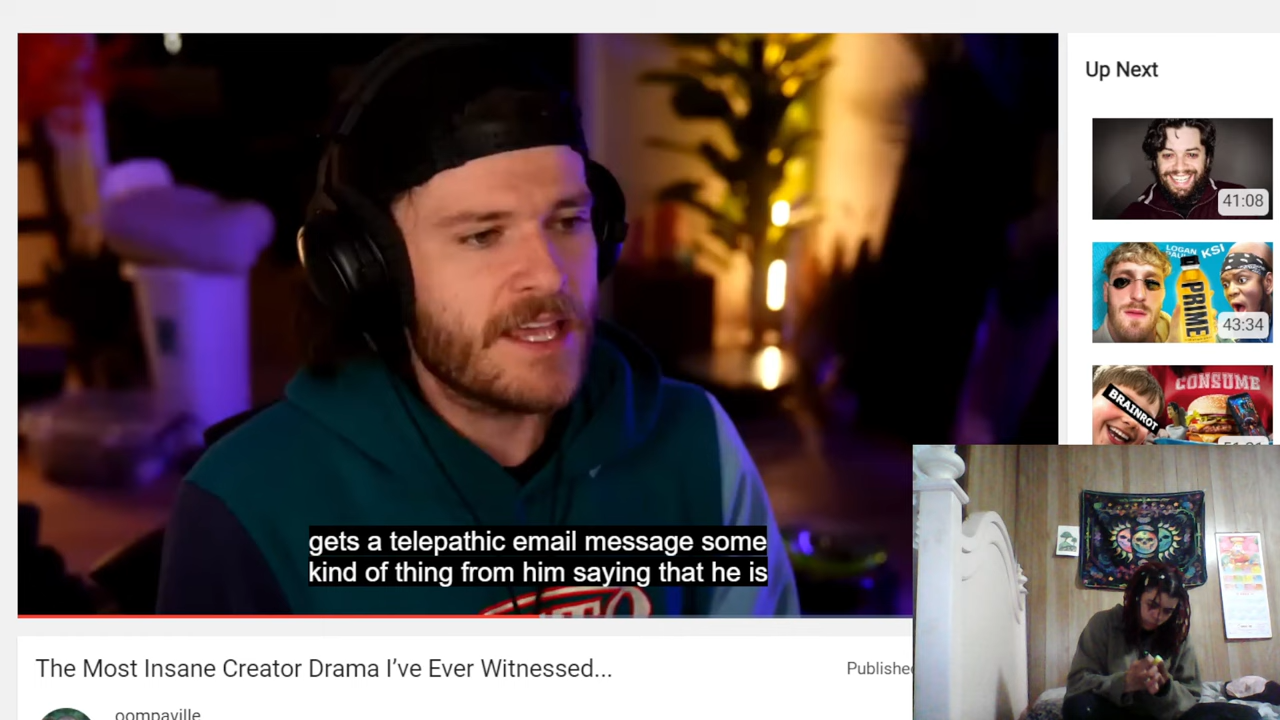 Up Next
41:08
LOGAN
PAUL
KSI
PRIME
43:34
CONSUME
BRAINROT
gets a telepathic email message some
kind of thing from him saying that he is
The Most Insane Creator Drama I’ve Ever Witnessed...
Published
oompaville